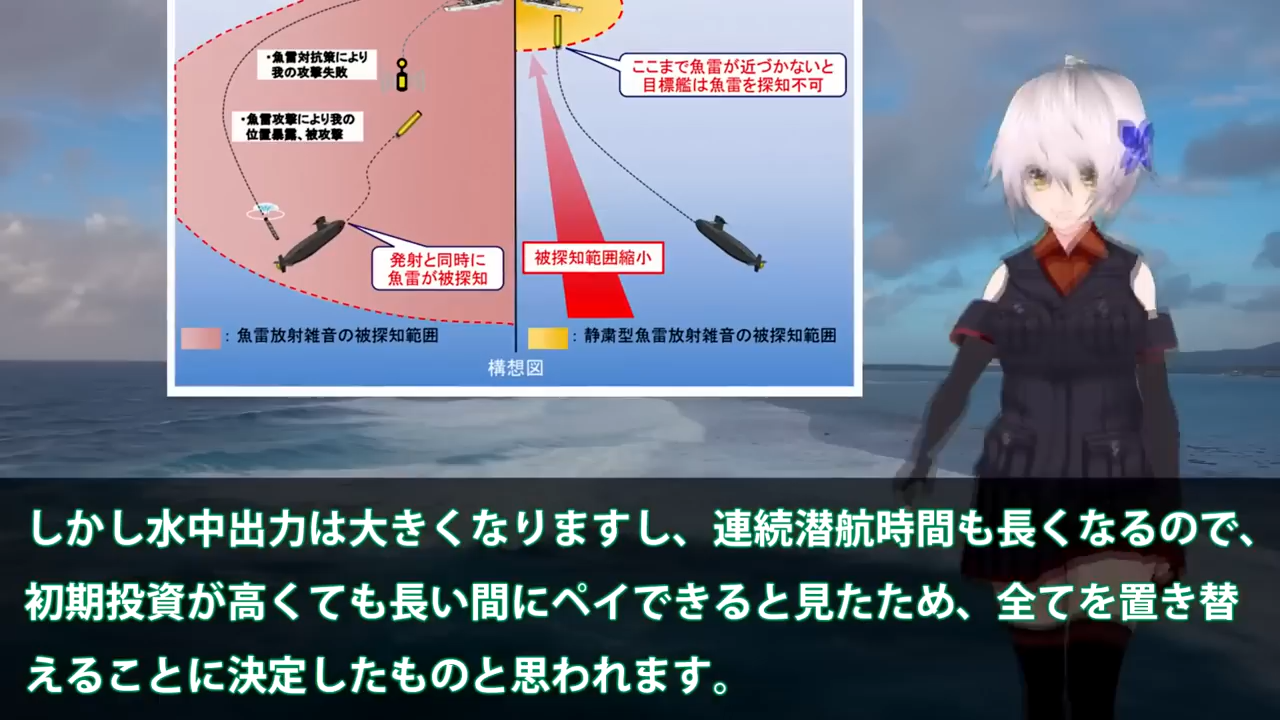 ・魚雷対抗策により
我の攻撃失敗
・魚雷攻撃により我の
位置暴露、被攻撃
発射と同時に
魚雷が被探知
：魚雷放射雑音の被探知範囲
ここまで魚雷が近づかないと
目標艦は魚雷を探知不可
被探知範囲縮小
：静粛型魚雷放射雑音の被探知範囲
構想図
しかし水中出力は大きくなりますし、連続潜航時間も長くなるので、
初期投資が高くても長い間にペイできると見たため、全てを置き替
えることに決定したものと思われます。